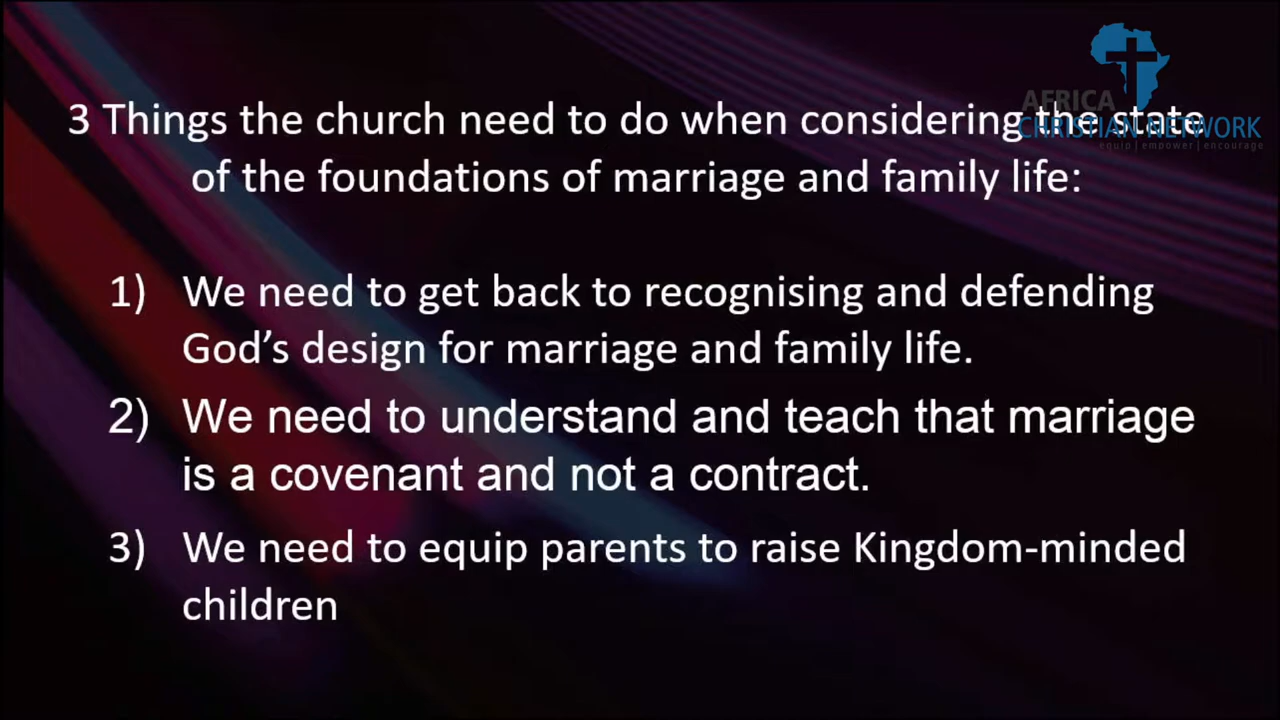 AFRICA
CHRISTIAN NETWORK
equip | empower | encourage
3 Things the church need to do when considering the state
of the foundations of marriage and family life:
1) We need to get back to recognising and defending
God's design for marriage and family life.
2) We need to understand and teach that marriage
is a covenant and not a contract.
3) We need to equip parents to raise Kingdom-minded
children